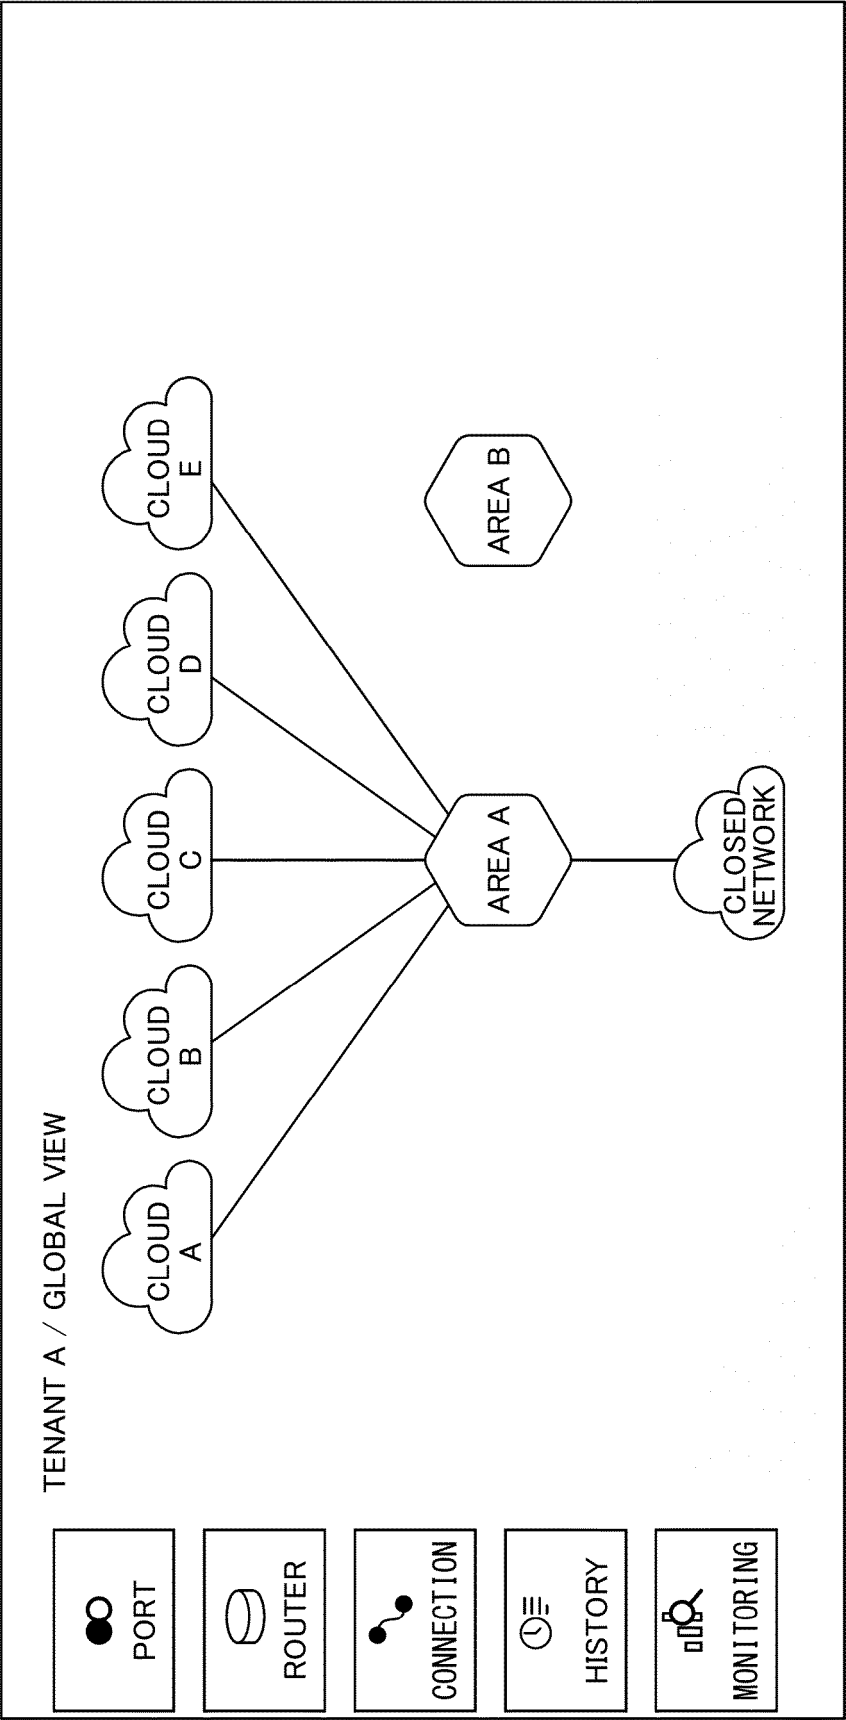 TENANT A / GLOBAL VIEW
PORT
ROUTER
CONNECTION
HISTORY
MONITORING
CLOUD
A
CLOUD
B
CLOUD
C
CLOUD
D
CLOUD
E
AREA A
AREA B
CLOSED
NETWORK